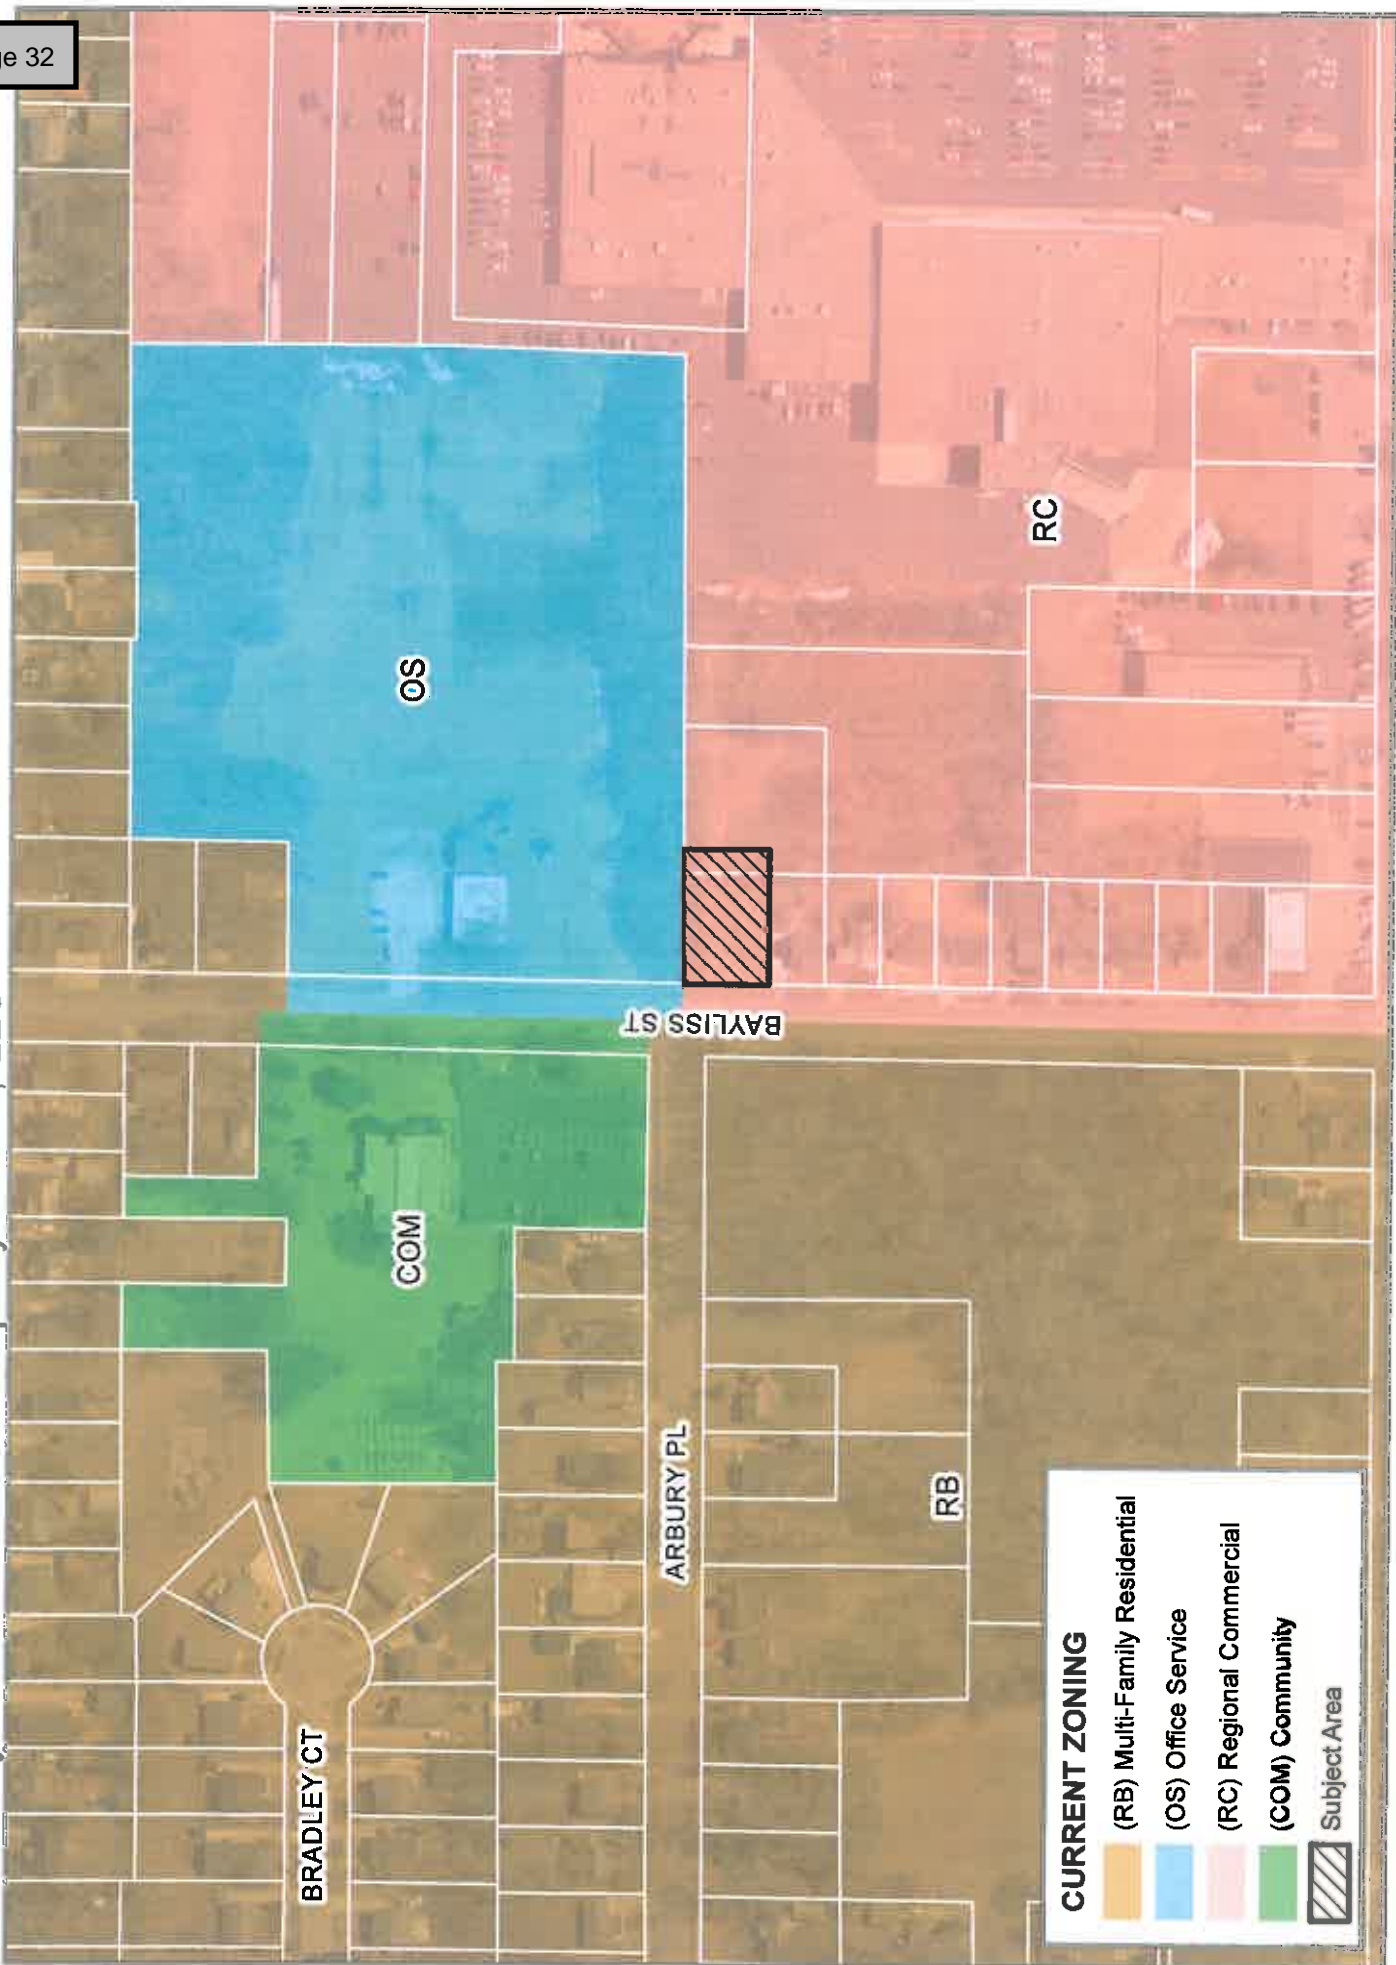 ge 32
OS
RC
BAYLISS ST
COM
ARBURY PL
RB
BRADLEY CT
CURRENT ZONING
(RB) Multi-Family Residential
(OS) Office Service
(RC) Regional Commercial
(COM) Community
Subject Area